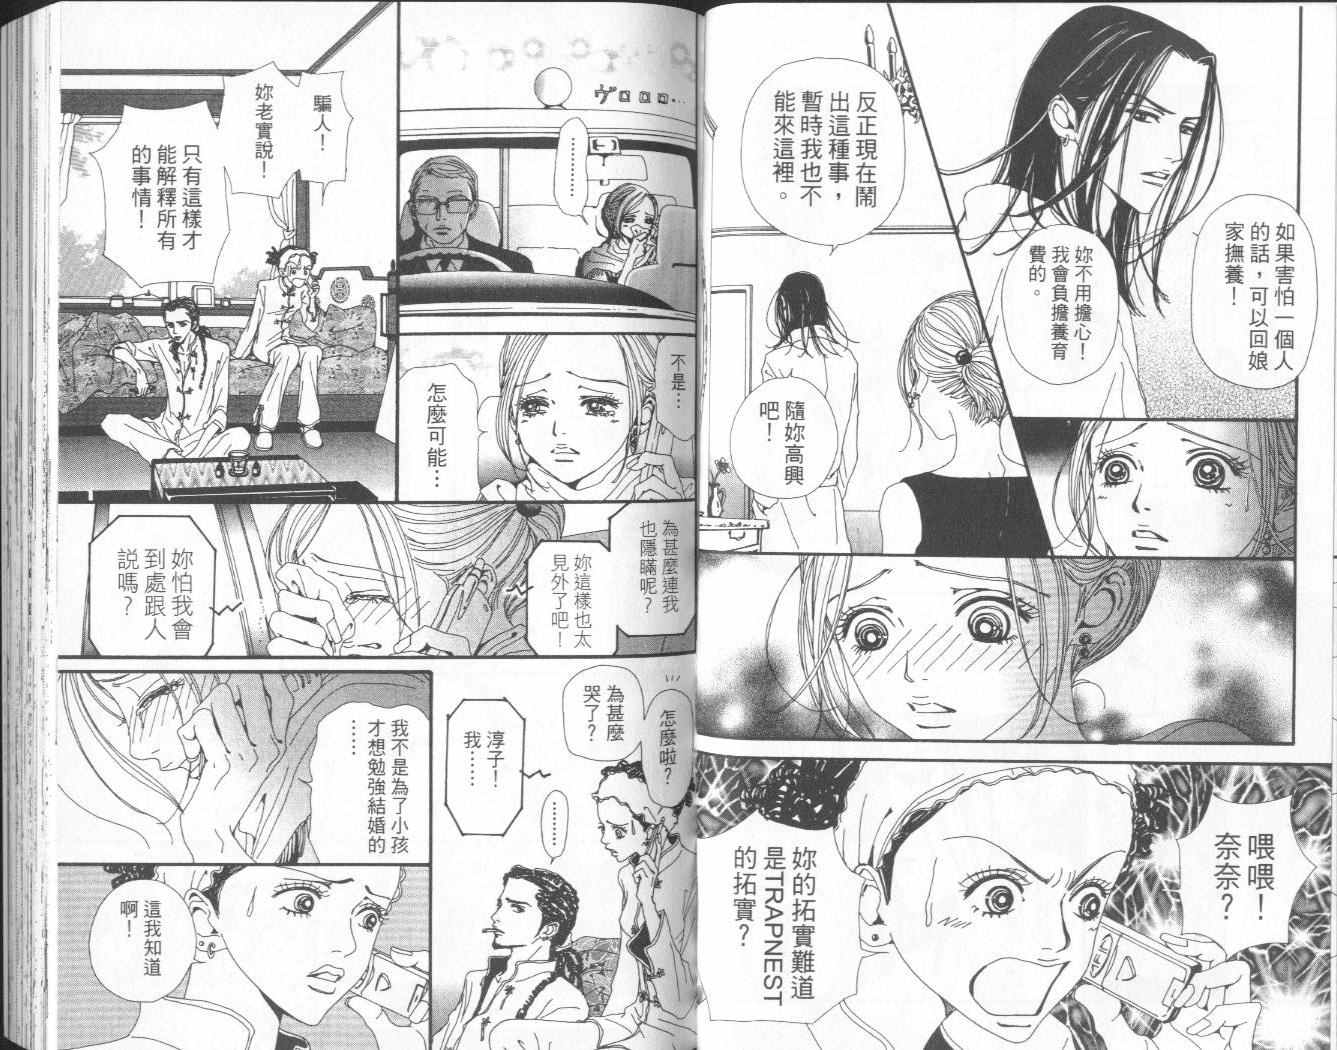 如果害怕一個人
的話，可以回娘
家撫養！
妳不用擔心！
我會負擔養育
費的。
反正現在鬧
出這種事，
暫時我也不
能來這裡。
隨妳高興
吧！
喂喂！
奈奈？
妳的拓實難道
是TRAPNEST
的拓實？
ヴロロロ…
………
不是…
怎麼可能…
騙人！
妳老實說！
只有這樣才
能解釋所有
的事情！
為甚麼連我
也隱瞞呢？
妳這樣也太
見外了吧！
妳怕我會
到處跟人
説嗎？
怎麼啦？
為甚麼
哭了？
………
淳子！
我……
我不是為了小孩
才想勉強結婚的
……
這我知道
啊！